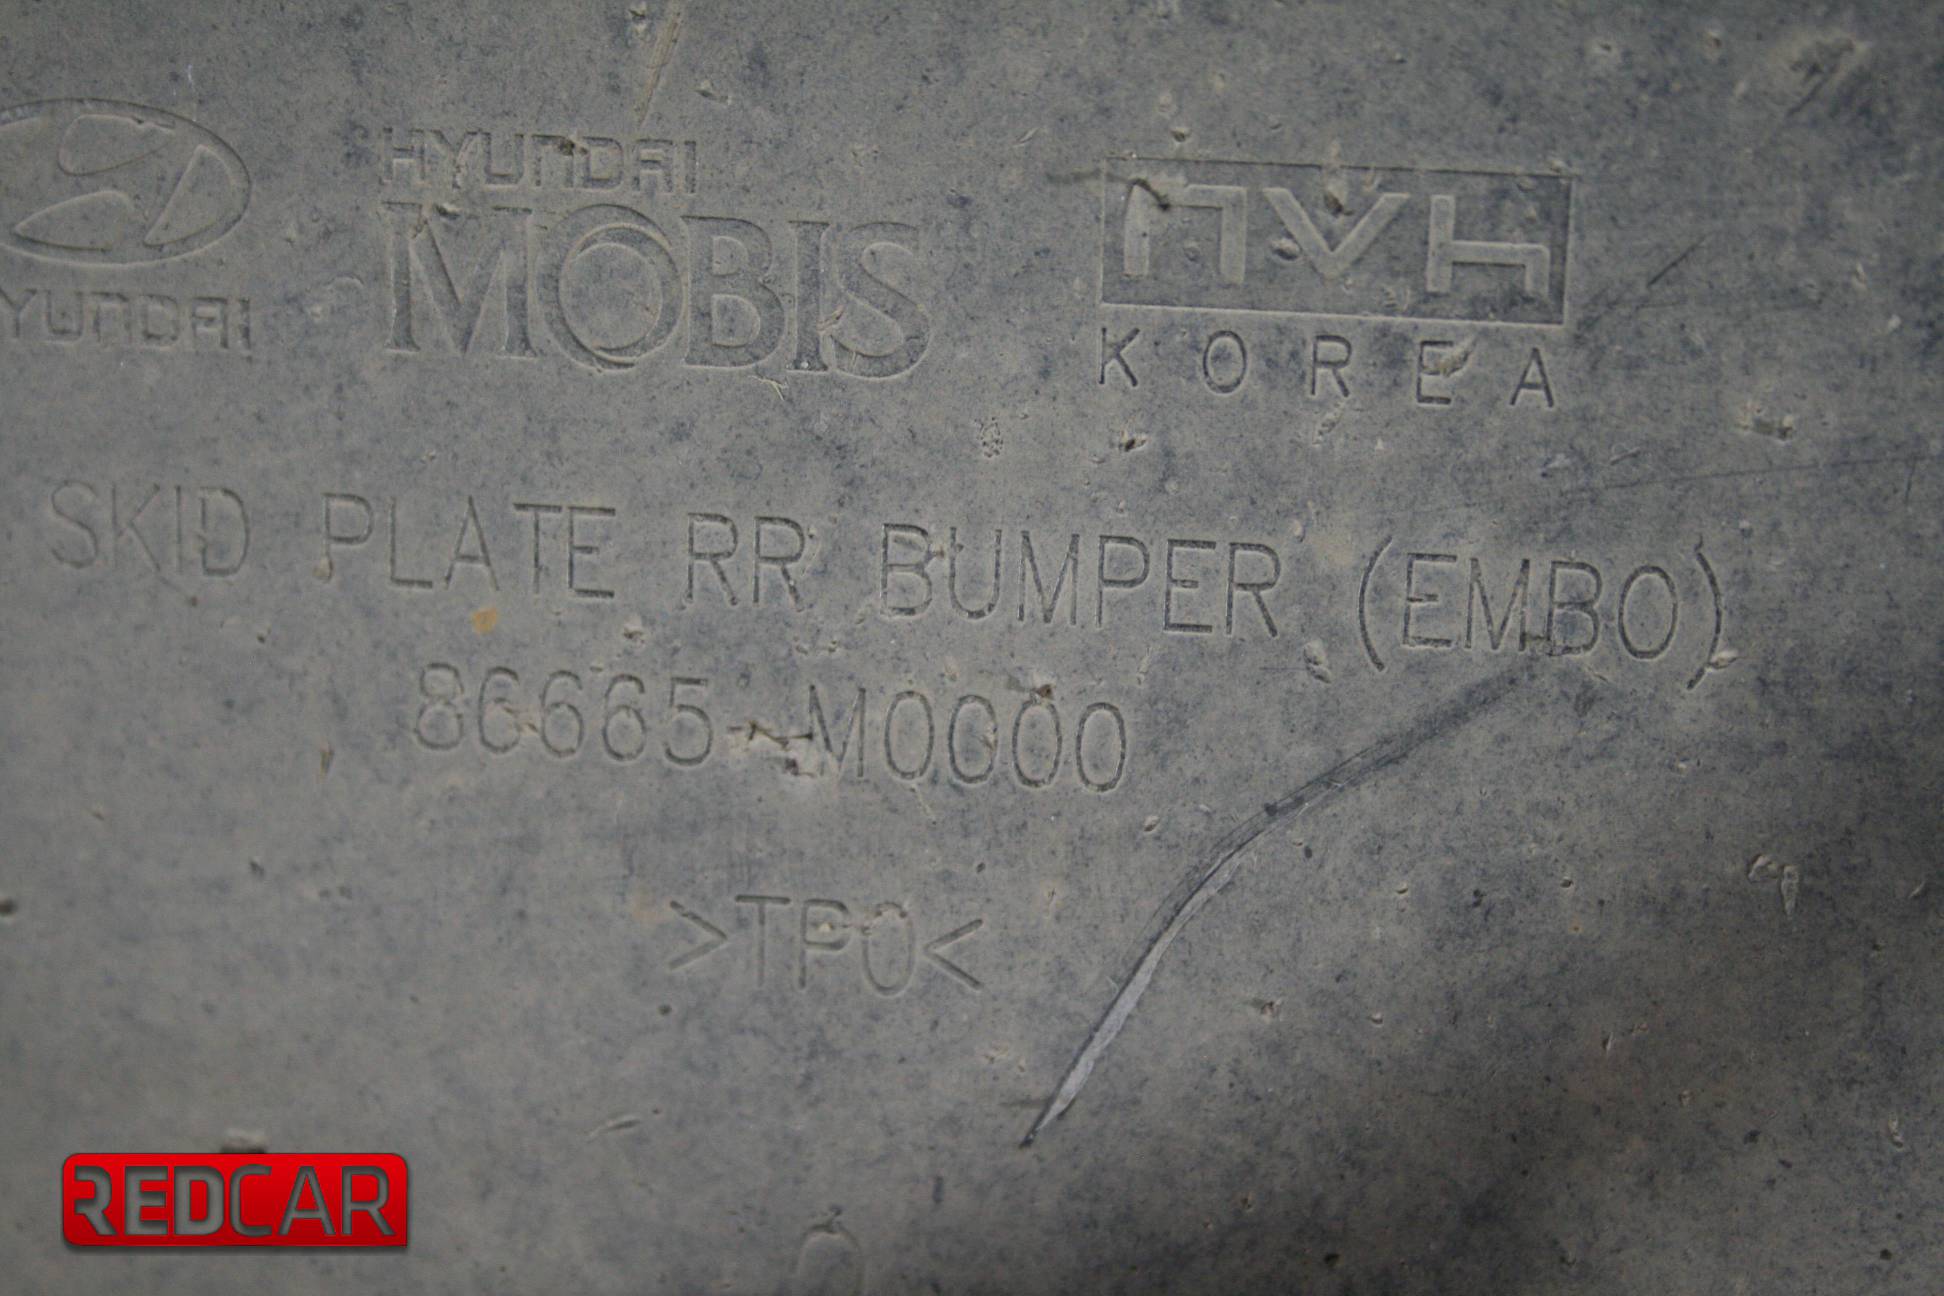 HYUNDAI
HYUNDAI
MOBIS
NVH
KOREA
SKID PLATE RR BUMPER (EMBO)
86665-M0000
>TPO<
REDCAR